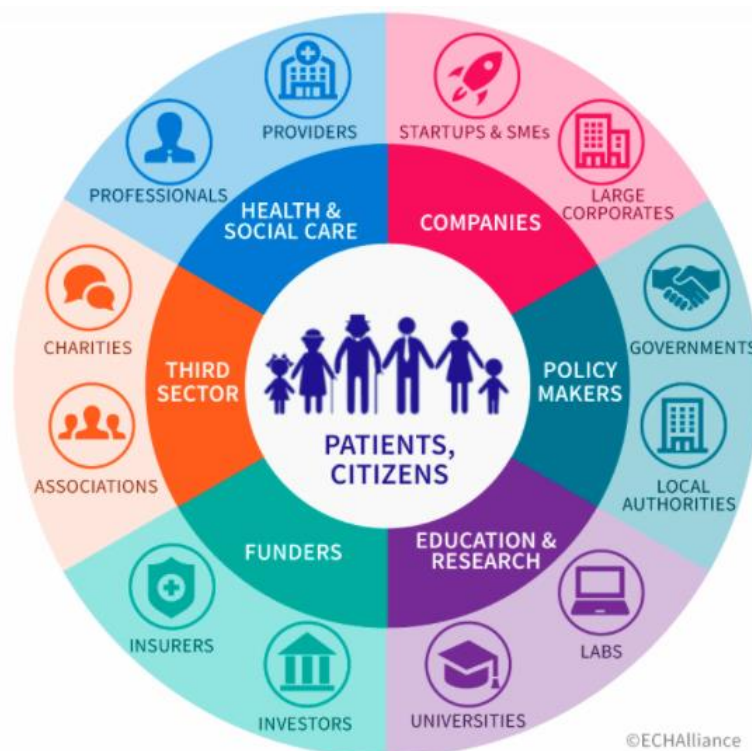 PROVIDERS
PROFESSIONALS
HEALTH &
SOCIAL CARE
STARTUPS & SMEs
LARGE
CORPORATES
COMPANIES
GOVERNMENTS
LOCAL
AUTHORITIES
POLICY
MAKERS
LABS
UNIVERSITIES
EDUCATION &
RESEARCH
INVESTORS
INSURERS
FUNDERS
ASSOCIATIONS
CHARITIES
THIRD
SECTOR
PATIENTS,
CITIZENS
©ECHAlliance